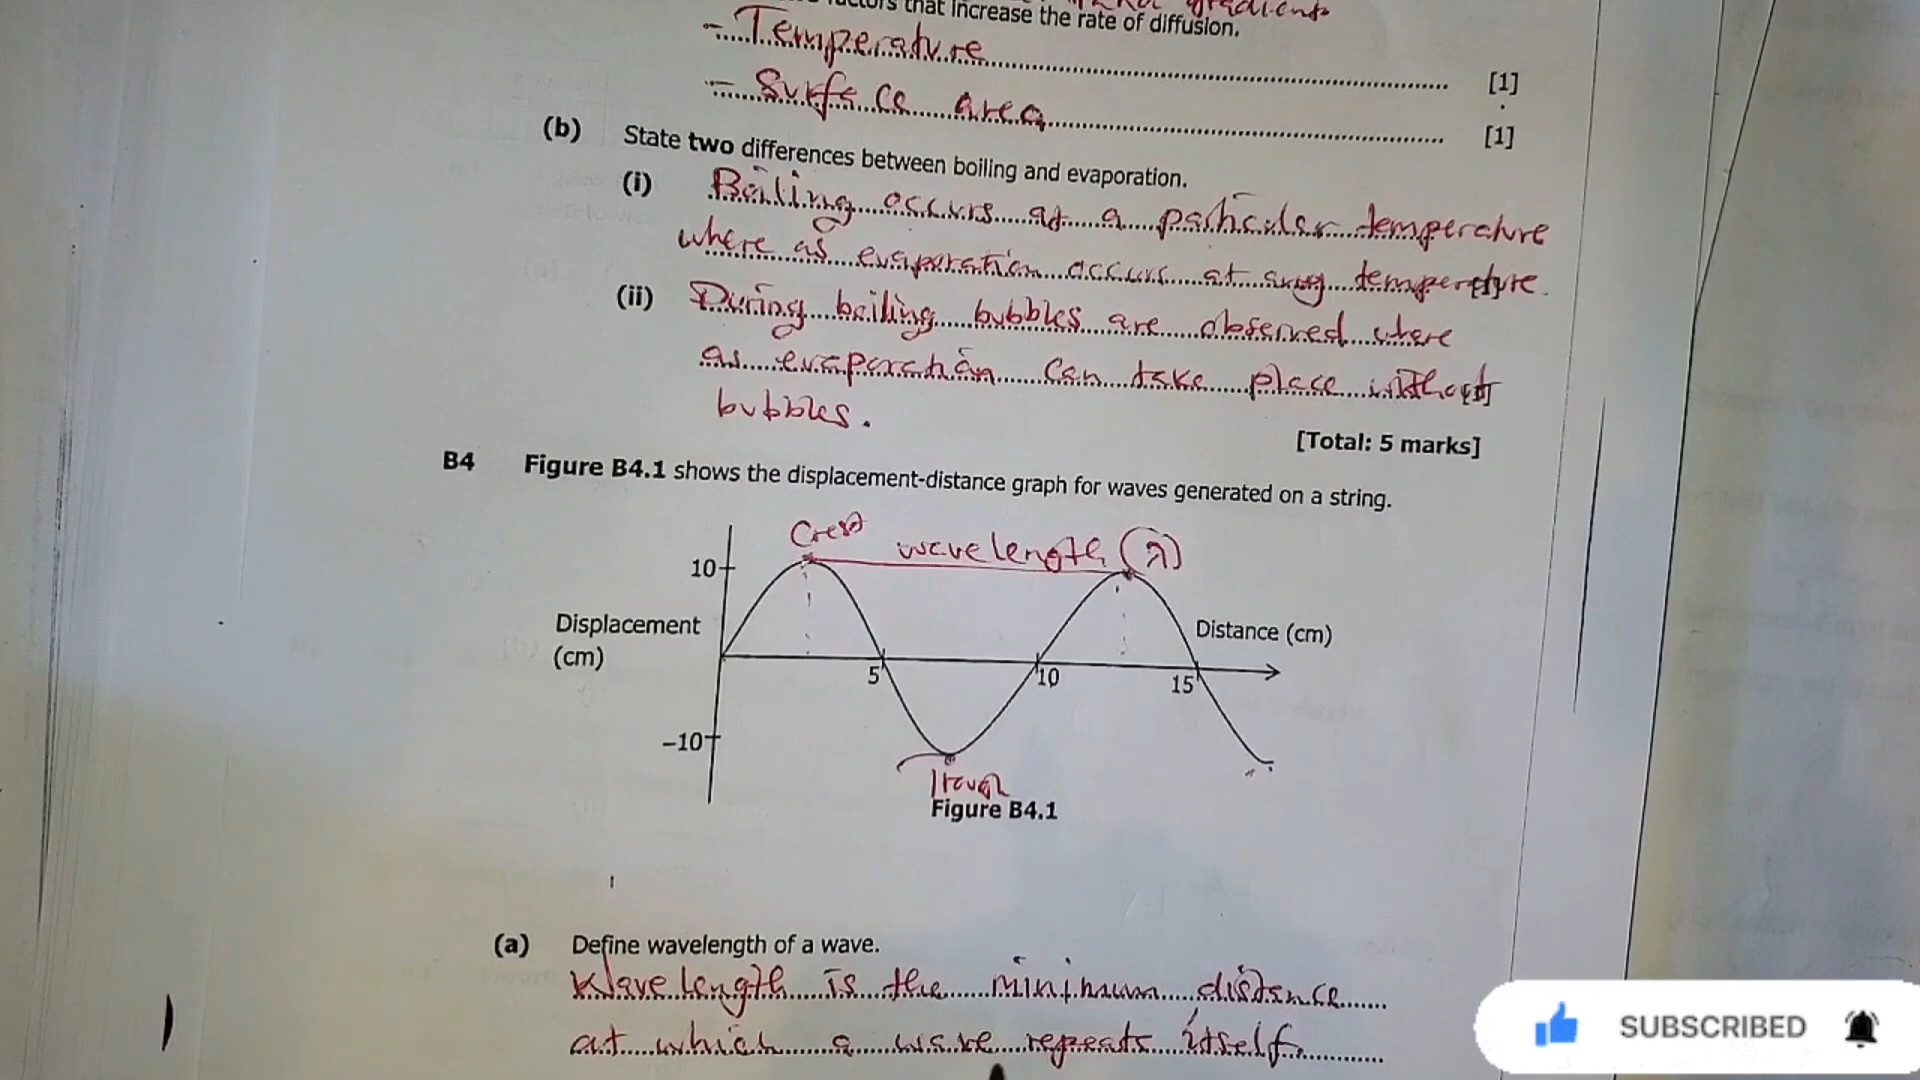 factors that increase the rate of diffusion.
- Temperature [1]
- Surface area [1]
(b) State two differences between boiling and evaporation.
(i) Boiling occurs at a particular temperature
where as evaporation occurs at any temperature.
(ii) During boiling bubbles are observed where
as evaporation can take place without
bubbles.
[Total: 5 marks]
B4 Figure B4.1 shows the displacement-distance graph for waves generated on a string.
Crest wavelength (λ)
10
Displacement
(cm)
Distance (cm)
5 10 15
-10
Trough
Figure B4.1
(a) Define wavelength of a wave.
Wavelength is the minimum distance
at which a wave repeats itself.
SUBSCRIBED